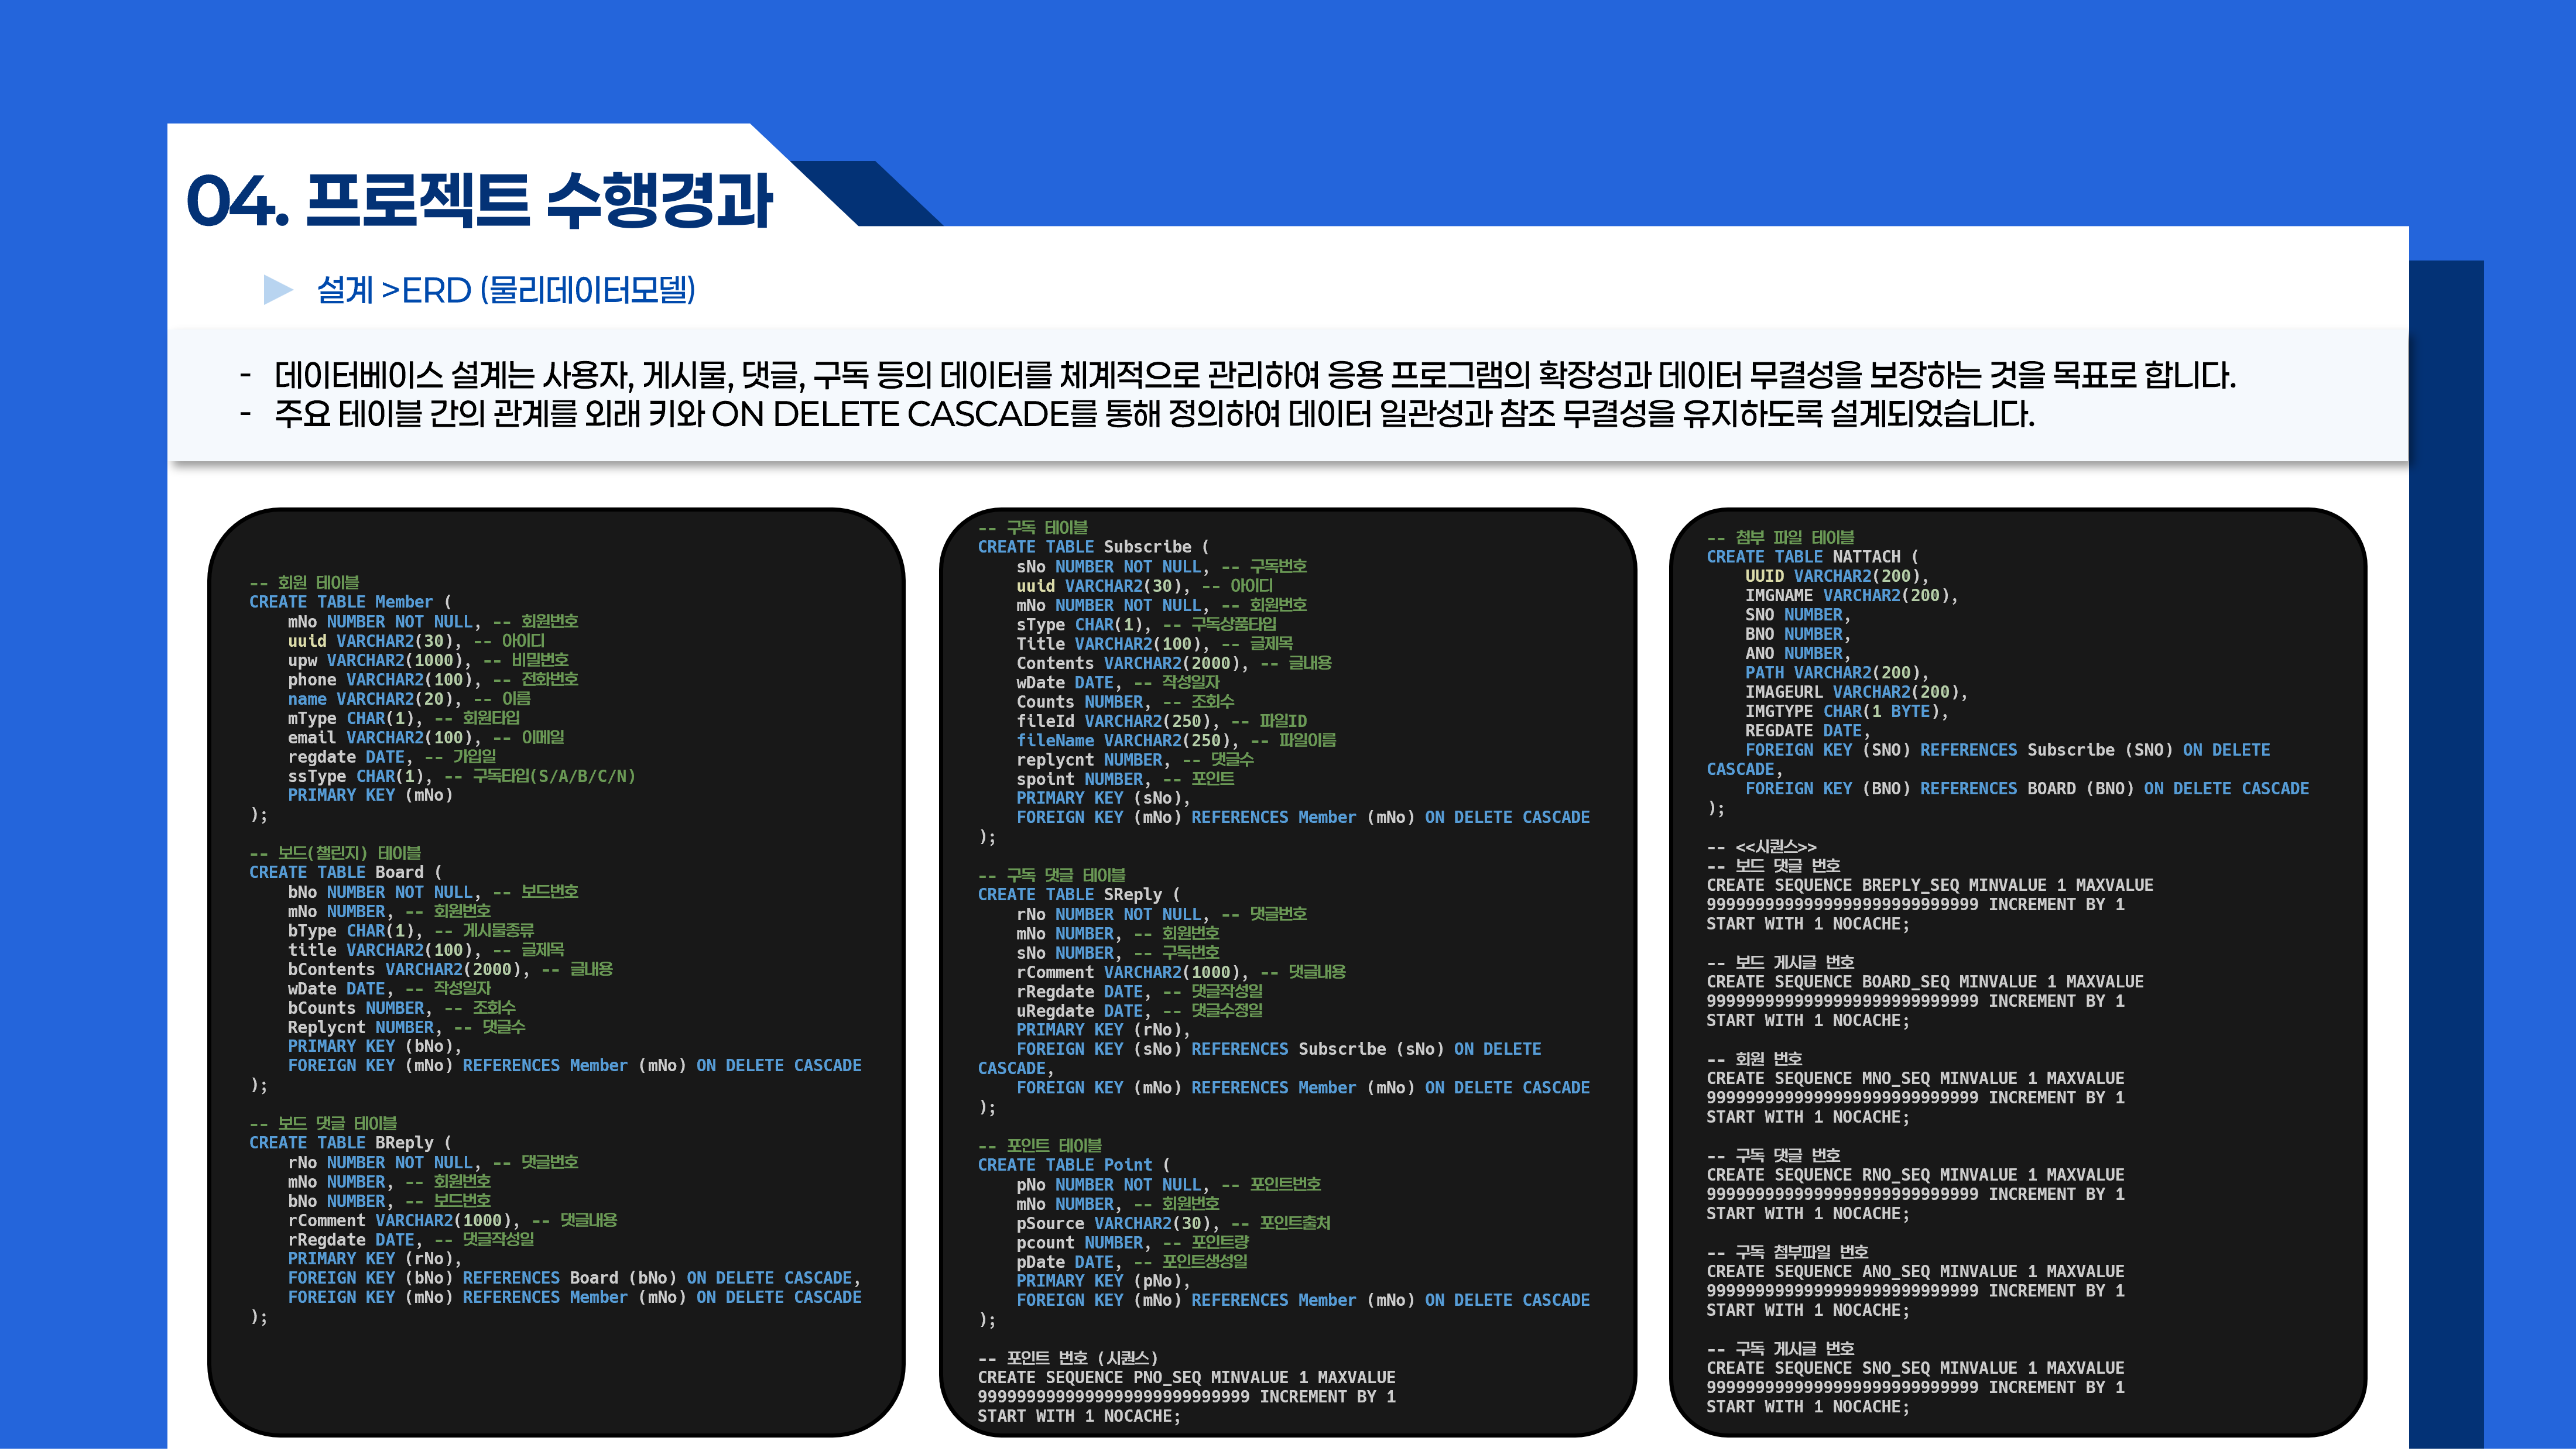 04. 프로젝트 수행경과
설계 >ERD (물리데이터모델)
- 데이터베이스 설계는 사용자, 게시물, 댓글, 구독 등의 데이터를 체계적으로 관리하여 응용 프로그램의 확장성과 데이터 무결성을 보장하는 것을 목표로 합니다.
- 주요 테이블 간의 관계를 외래 키와 ON DELETE CASCADE를 통해 정의하여 데이터 일관성과 참조 무결성을 유지하도록 설계되었습니다.
-- 회원 테이블
CREATE TABLE Member (
mNo NUMBER NOT NULL, -- 회원번호
uuid VARCHAR2(30), -- 아이디
upw VARCHAR2(1000), -- 비밀번호
phone VARCHAR2(100), -- 전화번호
name VARCHAR2(20), -- 이름
mType CHAR(1), -- 회원타입
email VARCHAR2(100), -- 이메일
regdate DATE, -- 가입일
ssType CHAR(1), -- 구독타입(S/A/B/C/N)
PRIMARY KEY (mNo)
);
-- 보드(챌린지) 테이블
CREATE TABLE Board (
bNo NUMBER NOT NULL, -- 보드번호
mNo NUMBER, -- 회원번호
bType CHAR(1), -- 게시물종류
title VARCHAR2(100), -- 글제목
bContents VARCHAR2(2000), -- 글내용
wDate DATE, -- 작성일자
bCounts NUMBER, -- 조회수
Replycnt NUMBER, -- 댓글수
PRIMARY KEY (bNo),
FOREIGN KEY (mNo) REFERENCES Member (mNo) ON DELETE CASCADE
);
-- 보드 댓글 테이블
CREATE TABLE BReply (
rNo NUMBER NOT NULL, -- 댓글번호
mNo NUMBER, -- 회원번호
bNo NUMBER, -- 보드번호
rComment VARCHAR2(1000), -- 댓글내용
rRegdate DATE, -- 댓글작성일
PRIMARY KEY (rNo),
FOREIGN KEY (bNo) REFERENCES Board (bNo) ON DELETE CASCADE,
FOREIGN KEY (mNo) REFERENCES Member (mNo) ON DELETE CASCADE
);
-- 구독 테이블
CREATE TABLE Subscribe (
sNo NUMBER NOT NULL, -- 구독번호
uuid VARCHAR2(30), -- 아이디
mNo NUMBER NOT NULL, -- 회원번호
sType CHAR(1), -- 구독상품타입
Title VARCHAR2(100), -- 글제목
Contents VARCHAR2(2000), -- 글내용
wDate DATE, -- 작성일자
Counts NUMBER, -- 조회수
fileId VARCHAR2(250), -- 파일ID
fileName VARCHAR2(250), -- 파일이름
replycnt NUMBER, -- 댓글수
spoint NUMBER, -- 포인트
PRIMARY KEY (sNo),
FOREIGN KEY (mNo) REFERENCES Member (mNo) ON DELETE CASCADE
);
-- 구독 댓글 테이블
CREATE TABLE SReply (
rNo NUMBER NOT NULL, -- 댓글번호
mNo NUMBER, -- 회원번호
sNo NUMBER, -- 구독번호
rComment VARCHAR2(1000), -- 댓글내용
rRegdate DATE, -- 댓글작성일
uRegdate DATE, -- 댓글수정일
PRIMARY KEY (rNo),
FOREIGN KEY (sNo) REFERENCES Subscribe (sNo) ON DELETE
CASCADE,
FOREIGN KEY (mNo) REFERENCES Member (mNo) ON DELETE CASCADE
);
-- 포인트 테이블
CREATE TABLE Point (
pNo NUMBER NOT NULL, -- 포인트번호
mNo NUMBER, -- 회원번호
pSource VARCHAR2(30), -- 포인트출처
pcount NUMBER, -- 포인트량
pDate DATE, -- 포인트생성일
PRIMARY KEY (pNo),
FOREIGN KEY (mNo) REFERENCES Member (mNo) ON DELETE CASCADE
);
-- 포인트 번호 (시퀀스)
CREATE SEQUENCE PNO_SEQ MINVALUE 1 MAXVALUE
9999999999999999999999999999 INCREMENT BY 1
START WITH 1 NOCACHE;
-- 첨부 파일 테이블
CREATE TABLE NATTACH (
UUID VARCHAR2(200),
IMGNAME VARCHAR2(200),
SNO NUMBER,
BNO NUMBER,
ANO NUMBER,
PATH VARCHAR2(200),
IMAGEURL VARCHAR2(200),
IMGTYPE CHAR(1 BYTE),
REGDATE DATE,
FOREIGN KEY (SNO) REFERENCES Subscribe (SNO) ON DELETE
CASCADE,
FOREIGN KEY (BNO) REFERENCES BOARD (BNO) ON DELETE CASCADE
);
-- <<시퀀스>>
-- 보드 댓글 번호
CREATE SEQUENCE BREPLY_SEQ MINVALUE 1 MAXVALUE
9999999999999999999999999999 INCREMENT BY 1
START WITH 1 NOCACHE;
-- 보드 게시글 번호
CREATE SEQUENCE BOARD_SEQ MINVALUE 1 MAXVALUE
9999999999999999999999999999 INCREMENT BY 1
START WITH 1 NOCACHE;
-- 회원 번호
CREATE SEQUENCE MNO_SEQ MINVALUE 1 MAXVALUE
9999999999999999999999999999 INCREMENT BY 1
START WITH 1 NOCACHE;
-- 구독 댓글 번호
CREATE SEQUENCE RNO_SEQ MINVALUE 1 MAXVALUE
9999999999999999999999999999 INCREMENT BY 1
START WITH 1 NOCACHE;
-- 구독 첨부파일 번호
CREATE SEQUENCE ANO_SEQ MINVALUE 1 MAXVALUE
9999999999999999999999999999 INCREMENT BY 1
START WITH 1 NOCACHE;
-- 구독 게시글 번호
CREATE SEQUENCE SNO_SEQ MINVALUE 1 MAXVALUE
9999999999999999999999999999 INCREMENT BY 1
START WITH 1 NOCACHE;